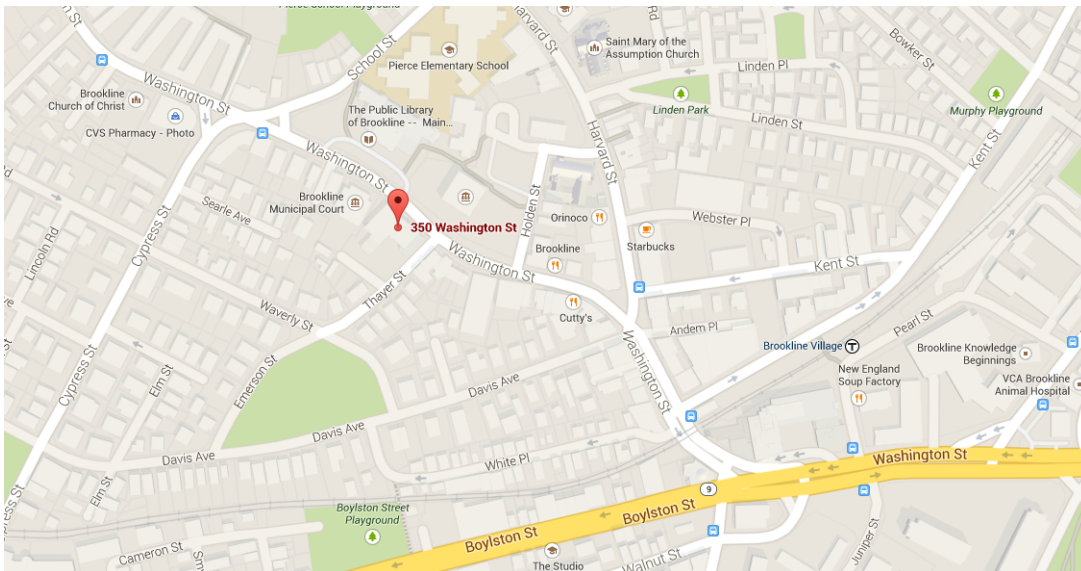 Pierce School Playground
Washington St
School St
Harvard St
Rd
Bowker St
Saint Mary of the
Assumption Church
Pierce Elementary School
Linden Pl
Brookline
Church of Christ
Washington St
CVS Pharmacy - Photo
The Public Library
of Brookline -- Main...
Linden Park
Murphy Playground
Linden St
Harvard St
Kent St
Washington St
Searle Ave
Brookline
Municipal Court
350 Washington St
Holden St
Orinoco
Webster Pl
Starbucks
Lincoln Rd
Cypress St
Washington St
Brookline
Kent St
Thayer St
Waverly St
Cutty's
Andem Pl
Pearl St
Brookline Village
T
Brookline Knowledge
Beginnings
New England
Soup Factory
VCA Brookline
Animal Hospital
Cypress St
Elm St
Emerson St
Davis Ave
Washington St
Davis Ave
Davis Ave
White Pl
Washington St
Elm St
9
Boylston St
Boylston Street
Playground
Boylston St
Cypress St
Cameron St
The Studio
Walnut St
Juniper St